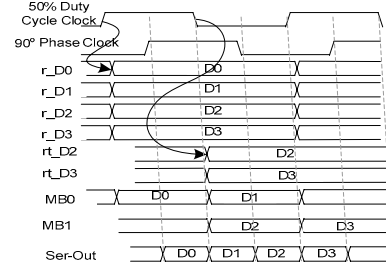 50% Duty
Cycle Clock
90º Phase Clock
r_D0 D0
r_D1 D1
r_D2 D2
r_D3 D3
rt_D2 D2
rt_D3 D3
MB0 D0 D1
MB1 D2 D3
Ser-Out D0 D1 D2 D3